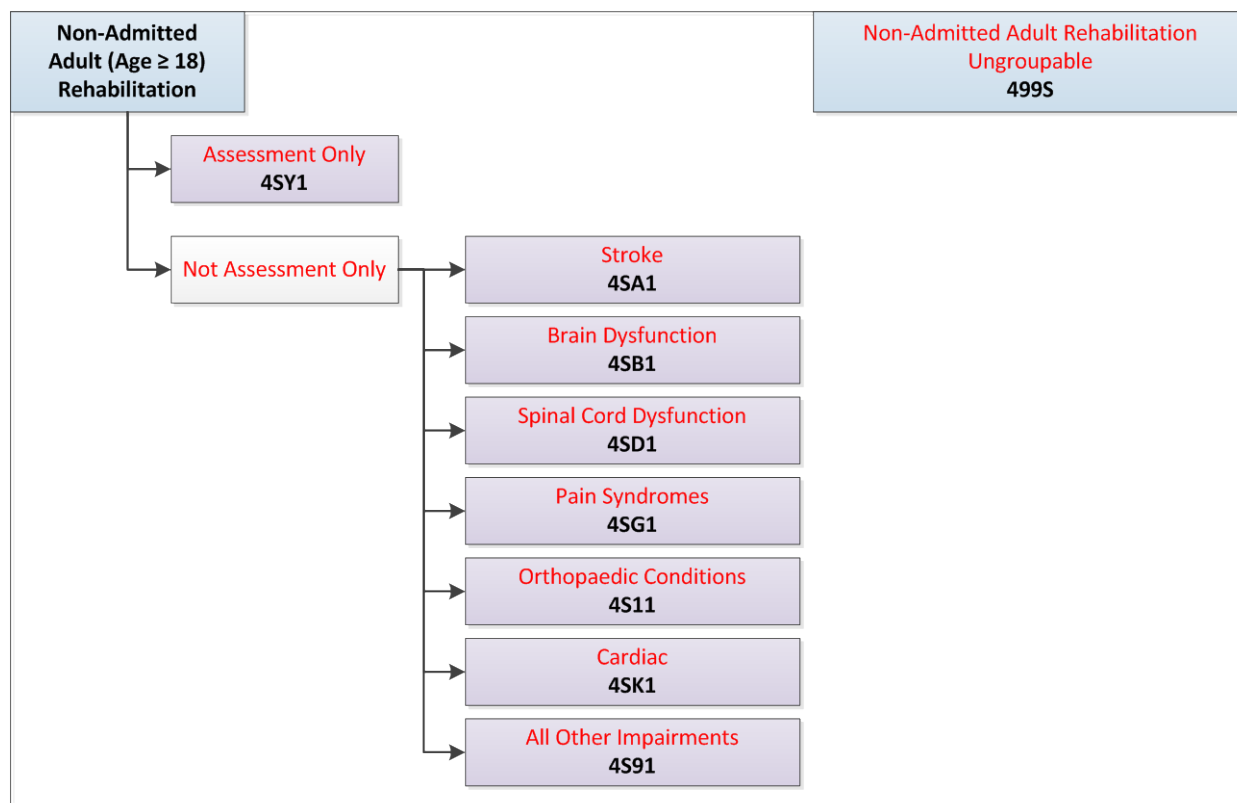 Non-Admitted
Adult (Age ≥ 18)
Rehabilitation
Non-Admitted Adult Rehabilitation
Ungroupable
499S
Assessment Only
4SY1
Not Assessment Only
Stroke
4SA1
Brain Dysfunction
4SB1
Spinal Cord Dysfunction
4SD1
Pain Syndromes
4SG1
Orthopaedic Conditions
4S11
Cardiac
4SK1
All Other Impairments
4S91